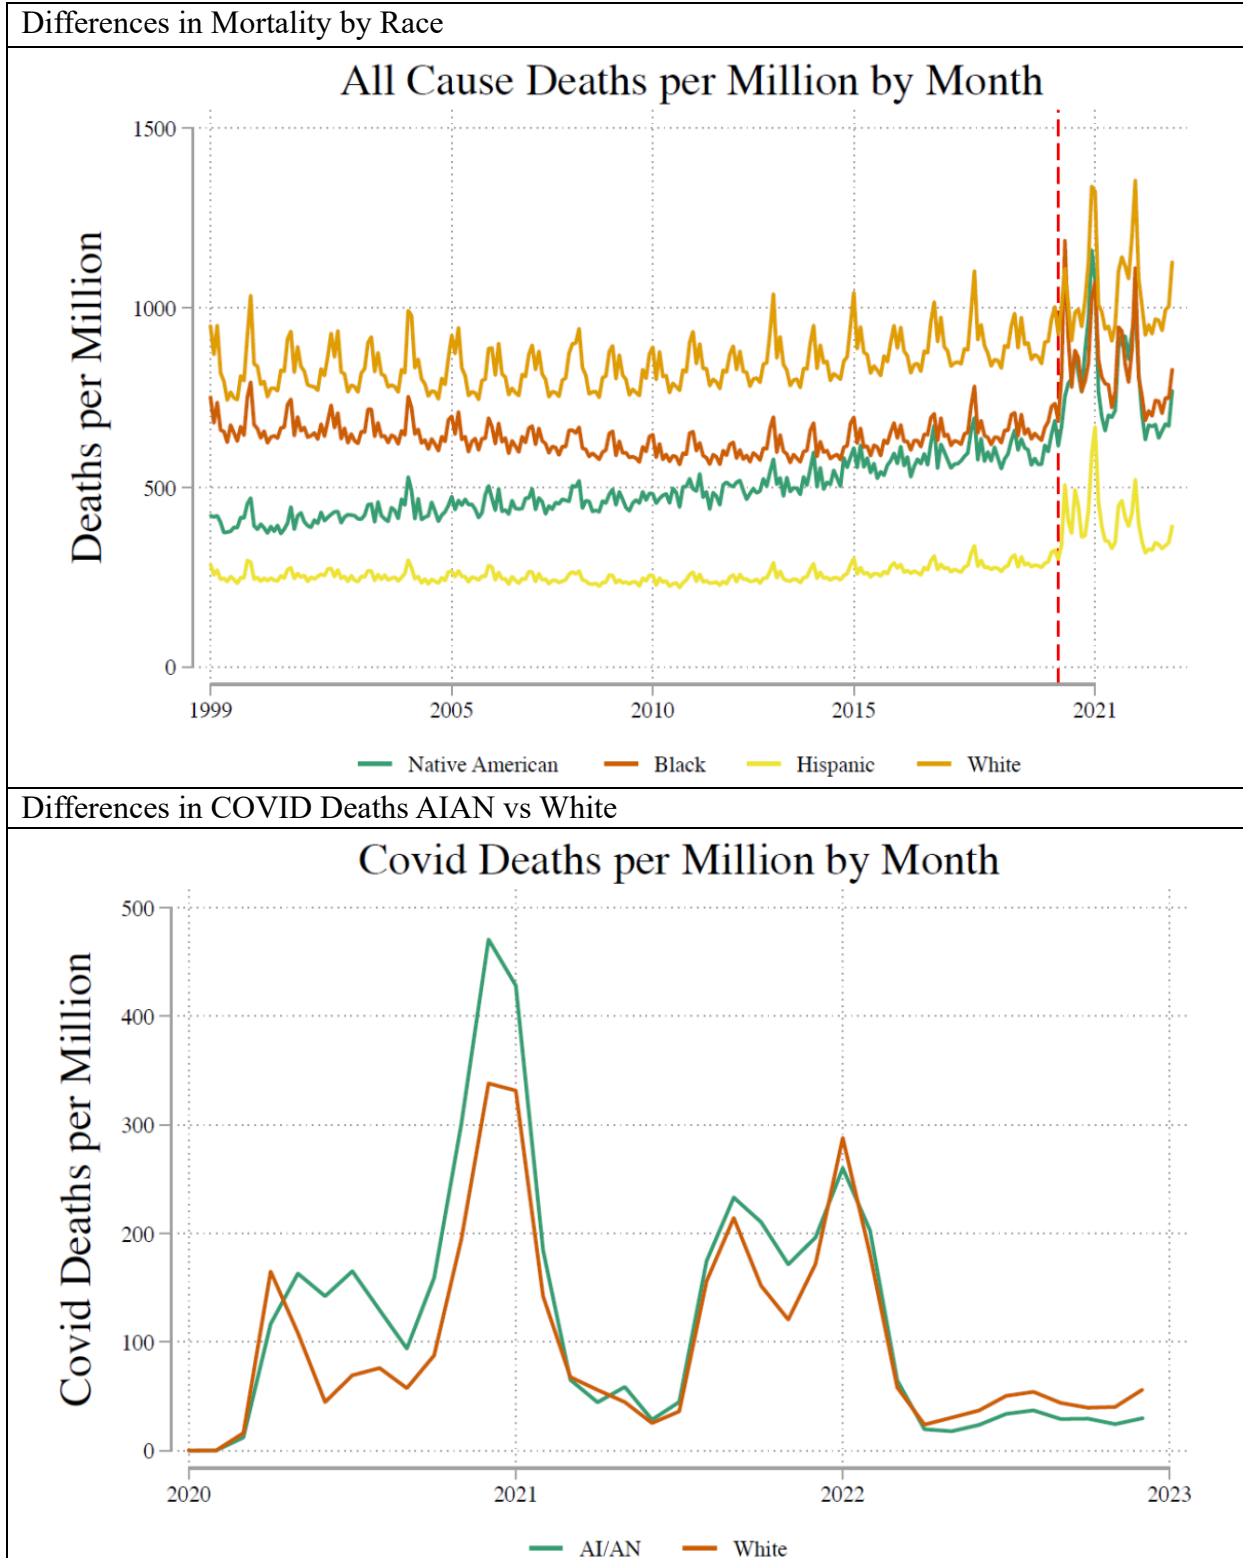 Differences in Mortality by Race
All Cause Deaths per Million by Month
Deaths per Million
1500
1000
500
0
1999 2005 2010 2015 2021
Native American Black Hispanic White
Differences in COVID Deaths AIAN vs White
Covid Deaths per Million by Month
Covid Deaths per Million
500
400
300
200
100
0
2020 2021 2022 2023
AI/AN White